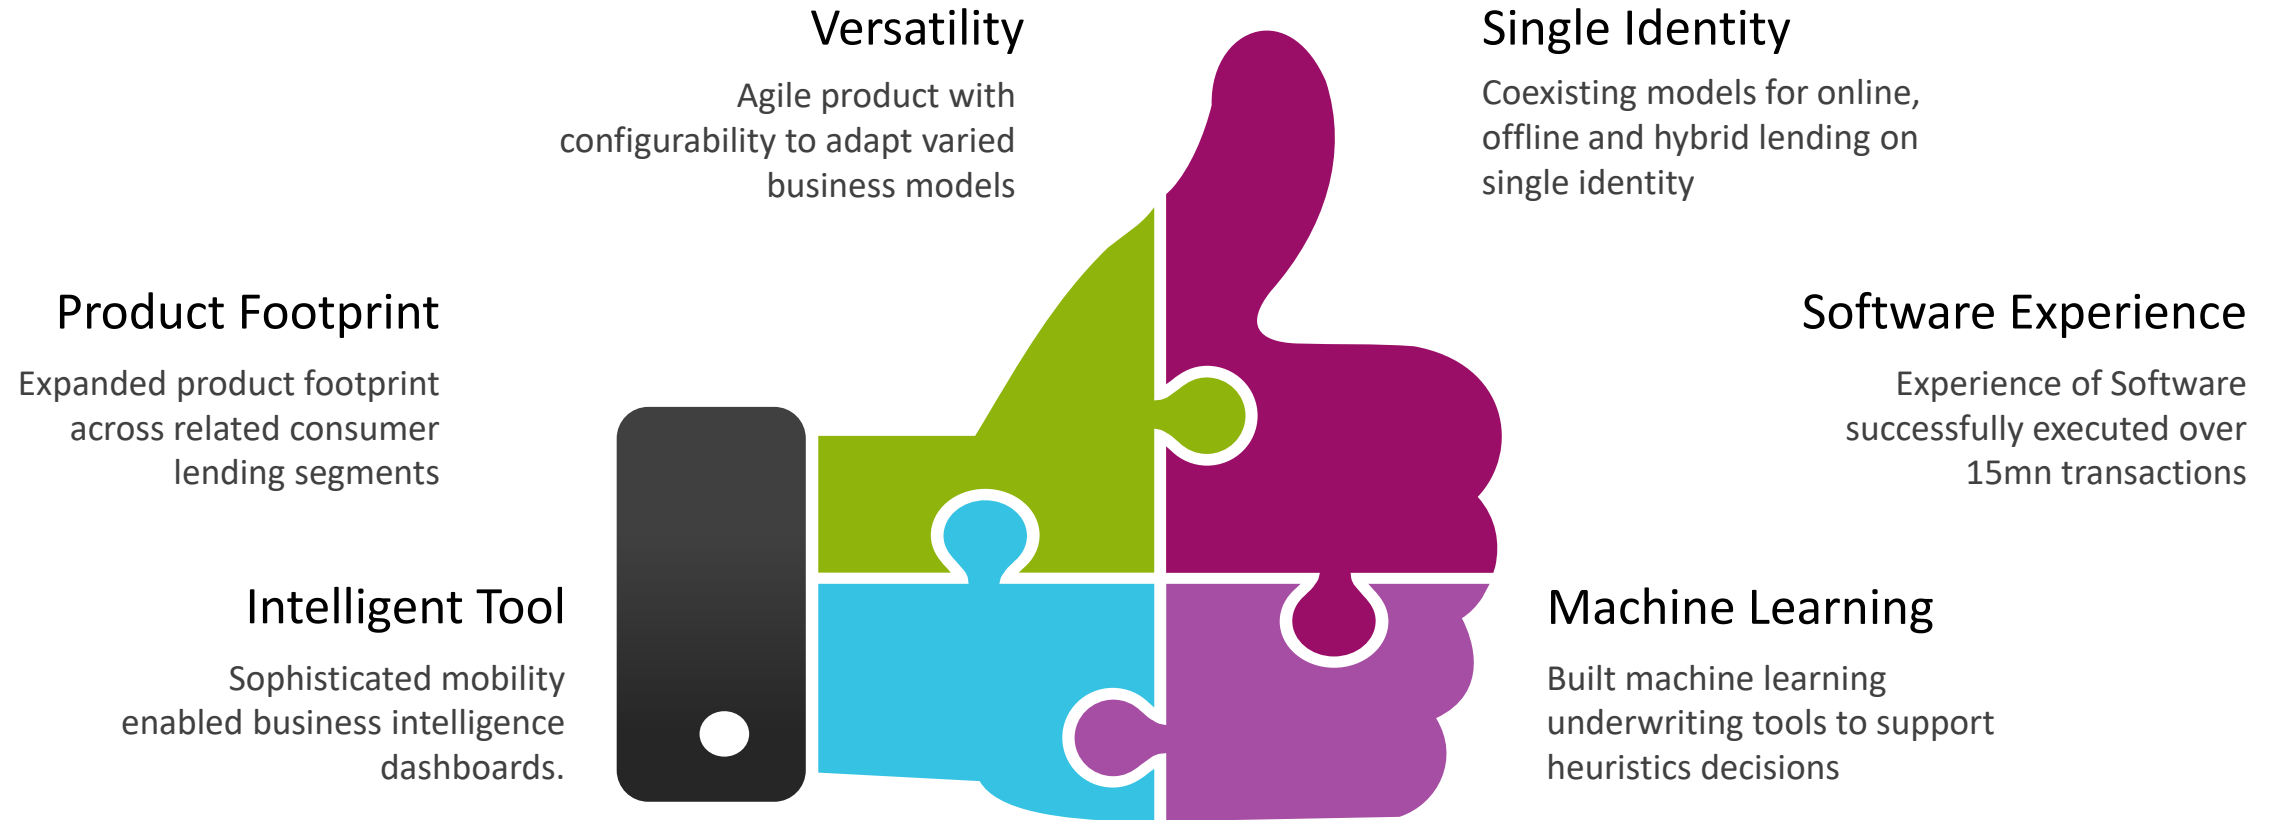 Versatility
Agile product with
configurability to adapt varied
business models
Single Identity
Coexisting models for online,
offline and hybrid lending on
single identity
Product Footprint
Expanded product footprint
across related consumer
lending segments
Software Experience
Experience of Software
successfully executed over
15mn transactions
Intelligent Tool
Sophisticated mobility
enabled business intelligence
dashboards.
Machine Learning
Built machine learning
underwriting tools to support
heuristics decisions